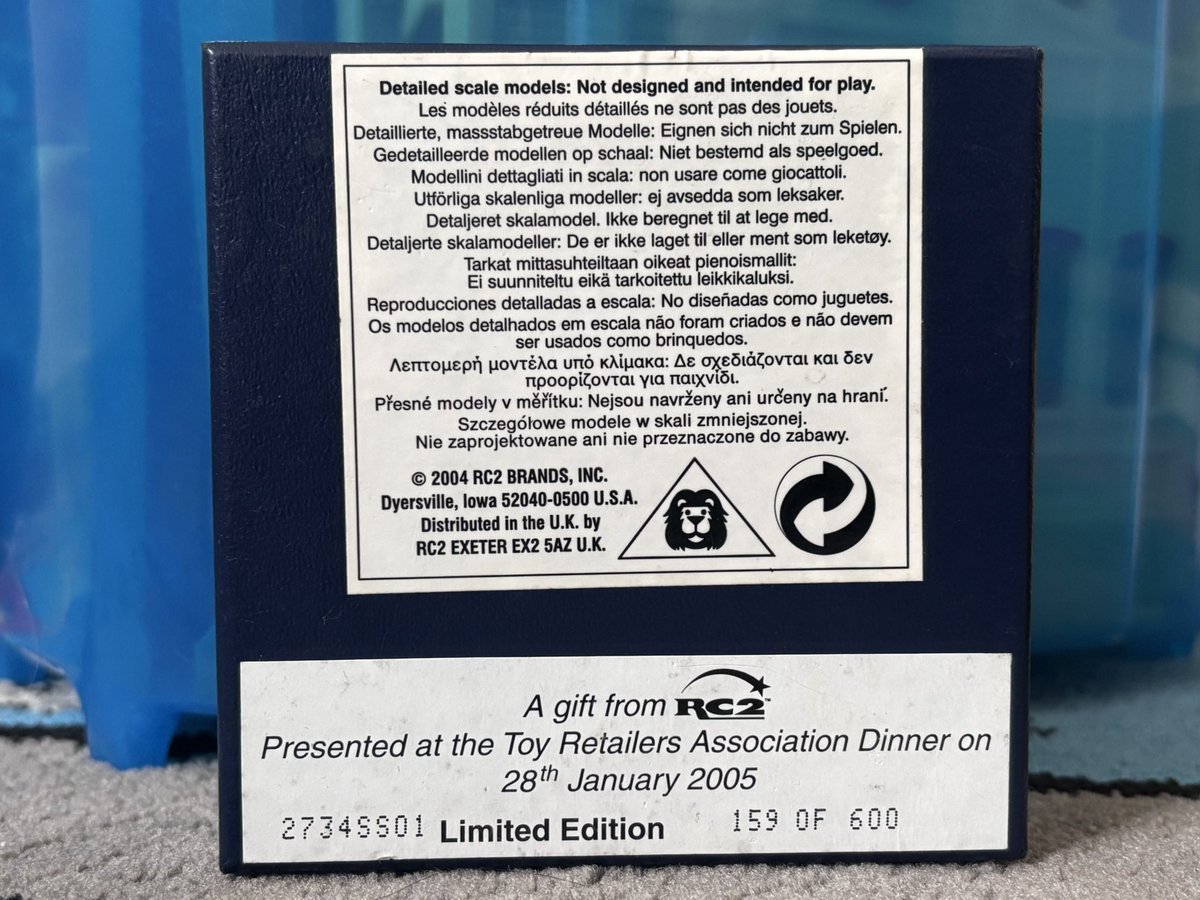 Detailed scale models: Not designed and intended for play.
Les modèles réduits détaillés ne sont pas des jouets.
Detaillierte, massstabgetreue Modelle: Eignen sich nicht zum Spielen.
Gedetailleerde modellen op schaal: Niet bestemd als speelgoed.
Modellini dettagliati in scala: non usare come giocattoli.
Utförliga skalenliga modeller: ej avsedda som leksaker.
Detaljeret skalamodel. Ikke beregnet til at lege med.
Detaljerte skalamodeller: De er ikke laget til eller ment som leketøy.
Tarkat mittasuhteiltaan oikeat pienoismallit:
Ei suunniteltu eikä tarkoitettu leikkikaluksi.
Reproducciones detalladas a escala: No diseñadas como juguetes.
Os modelos detalhados em escala não foram criados e não devem
ser usados como brinquedos.
Λεπτομερή μοντέλα υπό κλίμακα: Δε σχεδιάζονται και δεν
προορίζονται για παιχνίδι.
Přesné modely v měřítku: Nejsou navrženy ani určeny na hraní.
Szczegółowe modele w skali zmniejszonej.
Nie zaprojektowane ani nie przeznaczone do zabawy.
© 2004 RC2 BRANDS, INC.
Dyersville, Iowa 52040-0500 U.S.A.
Distributed in the U.K. by
RC2 EXETER EX2 5AZ U.K.
A gift from RC2™
Presented at the Toy Retailers Association Dinner on
28th January 2005
2734SS01 Limited Edition 159 OF 600